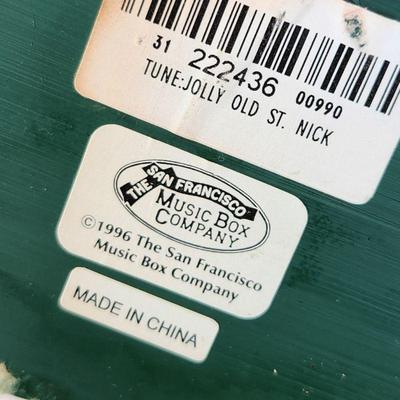 31 222436 00990
TUNE:JOLLY OLD ST. NICK
THE SAN FRANCISCO
MUSIC BOX
COMPANY
©1996 The San Francisco
Music Box Company
MADE IN CHINA